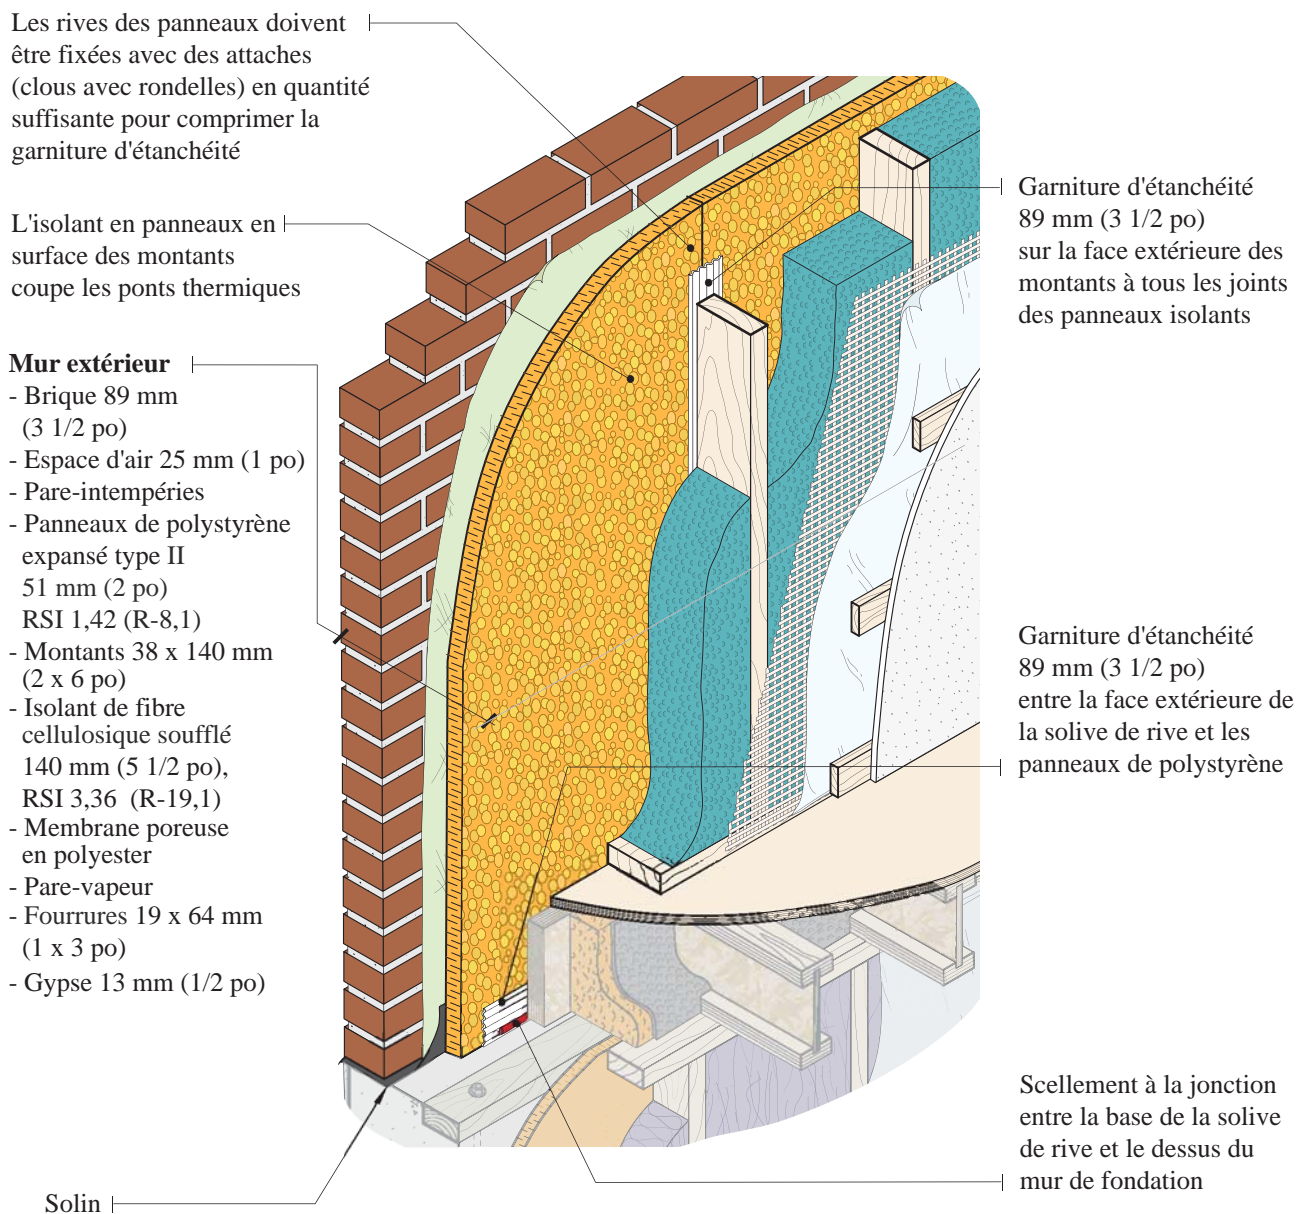 Les rives des panneaux doivent
être fixées avec des attaches
(clous avec rondelles) en quantité
suffisante pour comprimer la
garniture d'étanchéité
L'isolant en panneaux en
surface des montants
coupe les ponts thermiques
Mur extérieur
- Brique 89 mm
(3 1/2 po)
- Espace d'air 25 mm (1 po)
- Pare-intempéries
- Panneaux de polystyrène
expansé type II
51 mm (2 po)
RSI 1,42 (R-8,1)
- Montants 38 x 140 mm
(2 x 6 po)
- Isolant de fibre
cellulosique soufflé
140 mm (5 1/2 po),
RSI 3,36 (R-19,1)
- Membrane poreuse
en polyester
- Pare-vapeur
- Fourrures 19 x 64 mm
(1 x 3 po)
- Gypse 13 mm (1/2 po)
Solin
Garniture d'étanchéité
89 mm (3 1/2 po)
sur la face extérieure des
montants à tous les joints
des panneaux isolants
Garniture d'étanchéité
89 mm (3 1/2 po)
entre la face extérieure de
la solive de rive et les
panneaux de polystyrène
Scellement à la jonction
entre la base de la solive
de rive et le dessus du
mur de fondation